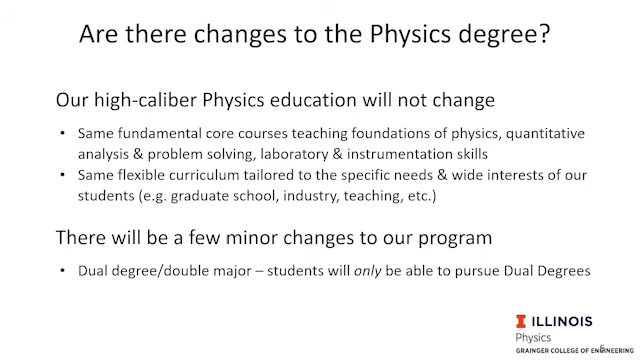 Are there changes to the Physics degree?
Our high-caliber Physics education will not change
• Same fundamental core courses teaching foundations of physics, quantitative
analysis & problem solving, laboratory & instrumentation skills
• Same flexible curriculum tailored to the specific needs & wide interests of our
students (e.g. graduate school, industry, teaching, etc.)
There will be a few minor changes to our program
• Dual degree/double major – students will only be able to pursue Dual Degrees
I ILLINOIS
Physics
GRAINGER COLLEGE OF ENGINEERING